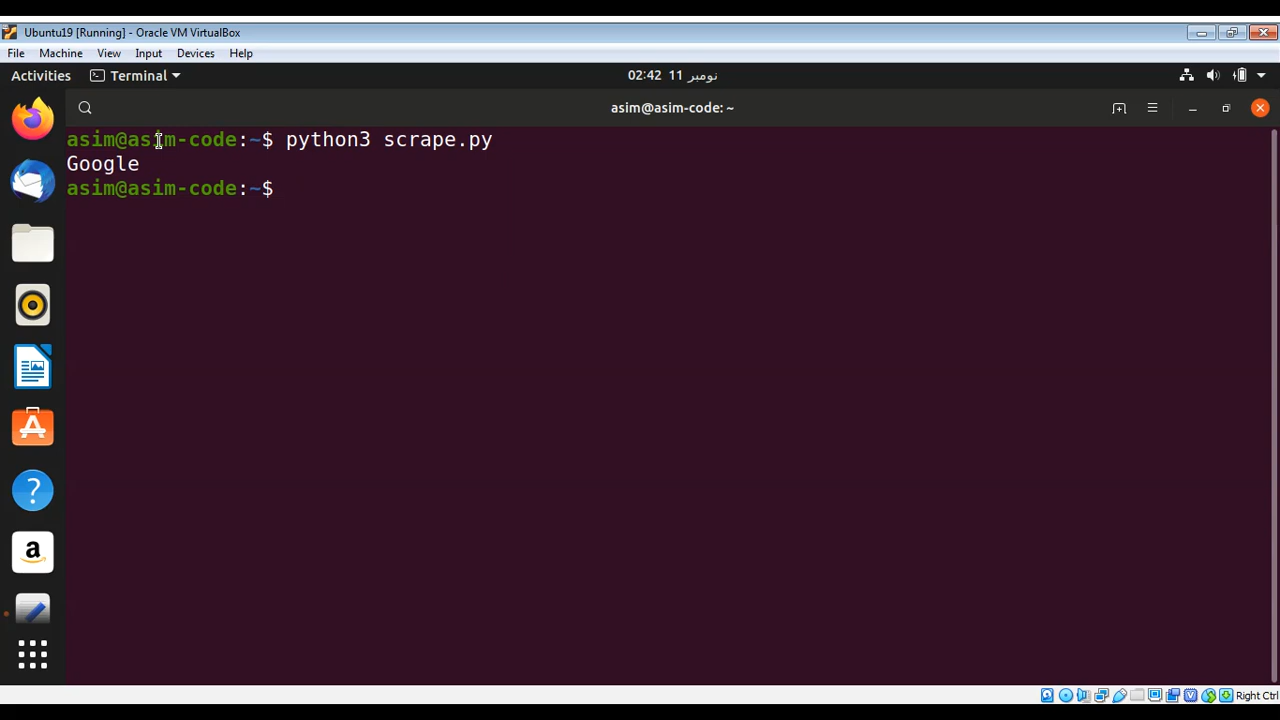 Ubuntu19 [Running] - Oracle VM VirtualBox
File Machine View Input Devices Help
Activities Terminal 02:42 11 نومبر
asim@asim-code: ~
asim@asim-code:~$ python3 scrape.py
Google
asim@asim-code:~$
?
a
Right Ctrl